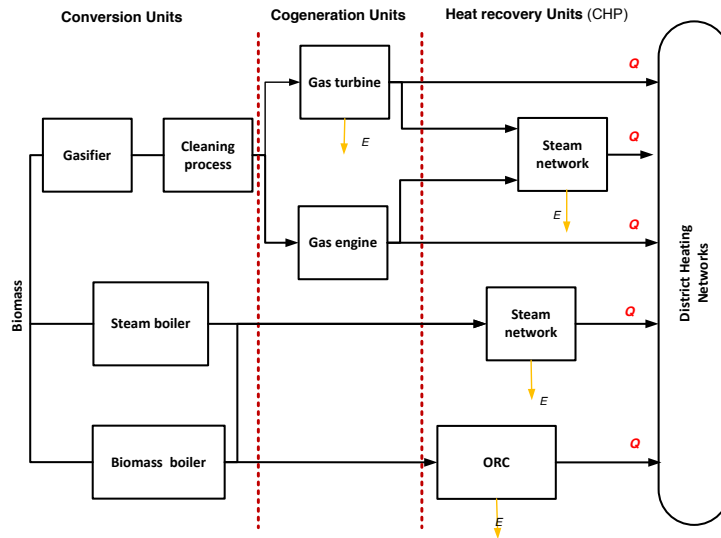 Conversion Units
Cogeneration Units
Heat recovery Units (CHP)
Gas turbine
Q
E
Gasifier
Cleaning
process
Steam
network
Q
E
Gas engine
Q
Biomass
District Heating
Networks
Steam boiler
Steam
network
Q
E
Biomass boiler
ORC
Q
E